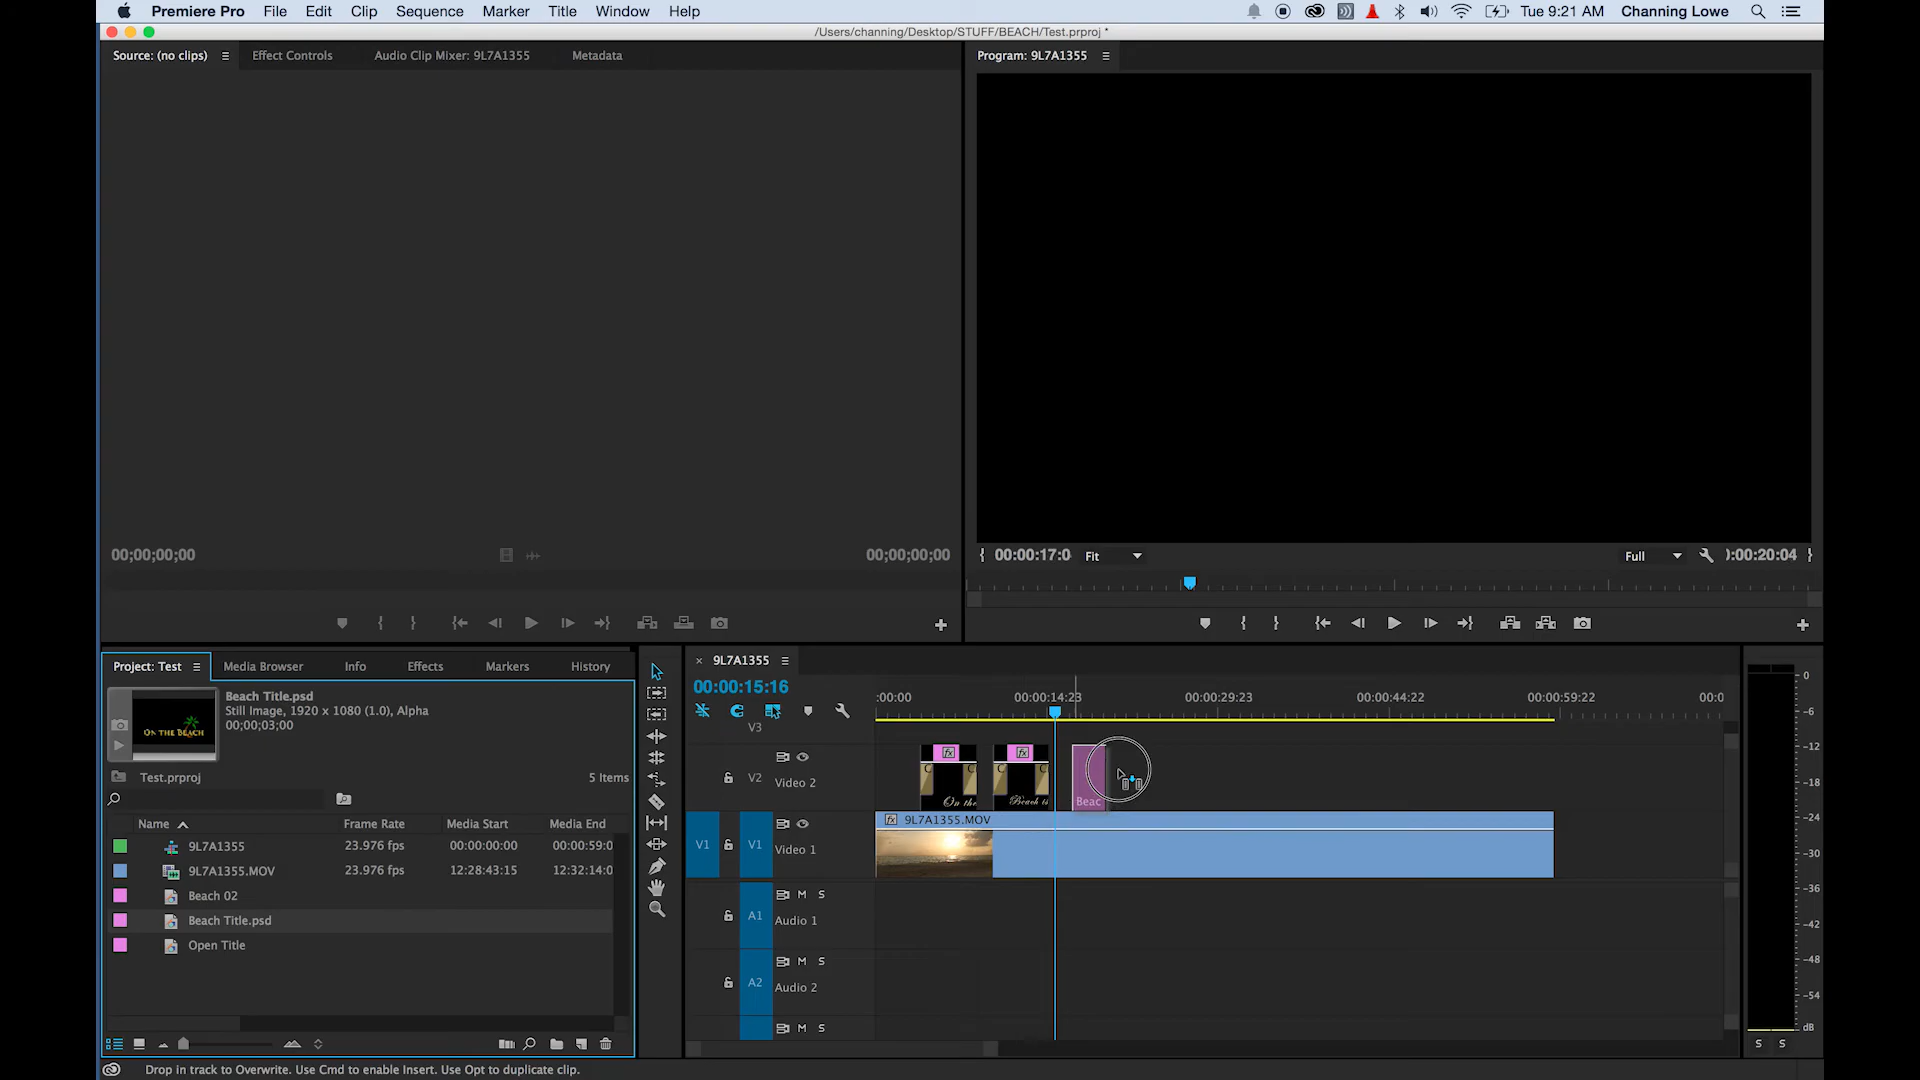 Premiere Pro File Edit Clip Sequence Marker Title Window Help Tue 9:21 AM Channing Lowe
/Users/channing/Desktop/STUFF/BEACH/Test.prproj *
Source: (no clips) Effect Controls Audio Clip Mixer: 9L7A1355 Metadata
Program: 9L7A1355
00;00;00;00 00;00;00;00
00:00:17:0 Fit Full 0:00:20:04
Project: Test Media Browser Info Effects Markers History
Beach Title.psd
Still Image, 1920 x 1080 (1.0), Alpha
00;00;03;00
ON THE BEACH
Test.prproj 5 Items
Name Frame Rate Media Start Media End
9L7A1355 23.976 fps 00:00:00:00 00:00:59:0
9L7A1355.MOV 23.976 fps 12:28:43:15 12:32:14:0
Beach 02
Beach Title.psd
Open Title
9L7A1355
00:00:15:16
:00:00 00:00:14:23 00:00:29:23 00:00:44:22 00:00:59:22 00:0
V3
V2 Video 2
fx fx
On the Beach is Beac
V1 V1 Video 1
fx 9L7A1355.MOV
M S
A1 Audio 1
M S
A2 Audio 2
M S
0
-6
-12
-18
-24
-30
-36
-42
-48
-54
dB
S S
Drop in track to Overwrite. Use Cmd to enable Insert. Use Opt to duplicate clip.